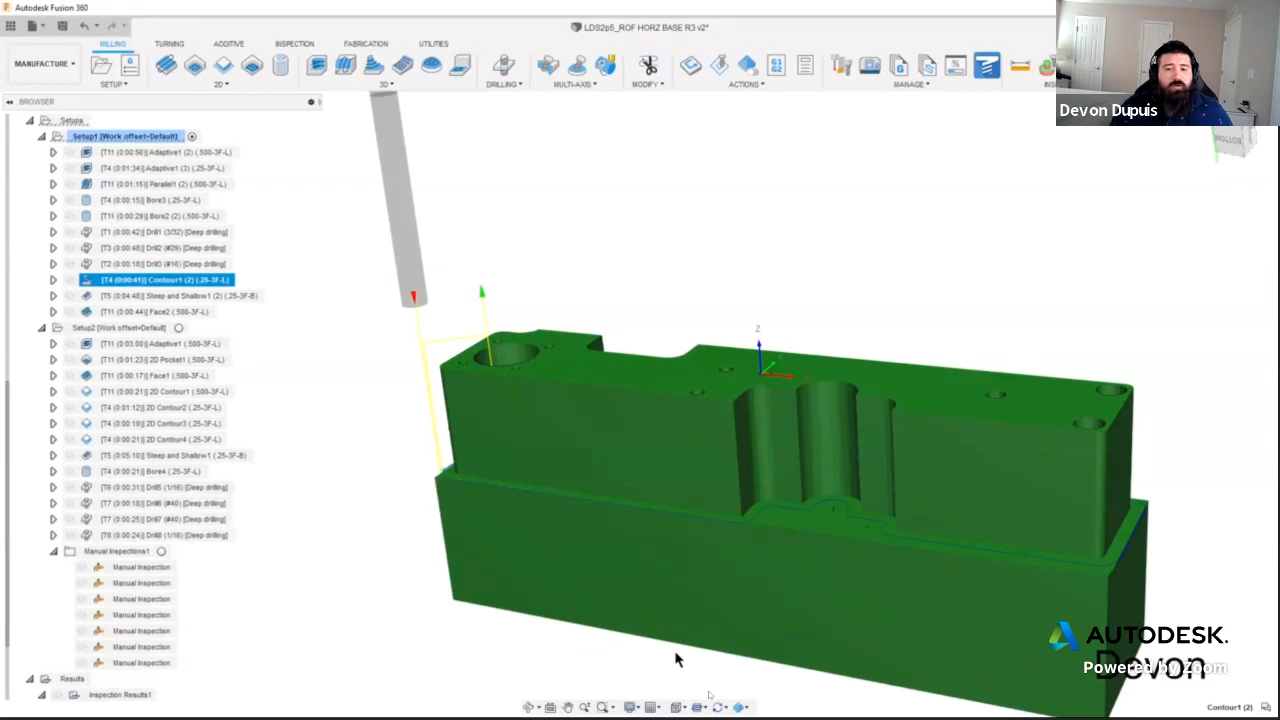 Autodesk Fusion 360
LDS2p5_ROF HORZ BASE R3 v2*
MILLING TURNING ADDITIVE INSPECTION FABRICATION UTILITIES
MANUFACTURE
SETUP 2D 3D DRILLING MULTI-AXIS MODIFY ACTIONS MANAGE
BROWSER
Setups
Setup1 [Work offset=Default]
[T11 (0:00:56)] Adaptive1 (2) (.500-3F-L)
[T4 (0:01:34)] Adaptive1 (3) (.25-3F-L)
[T11 (0:01:15)] Parallel1 (2) (.500-3F-L)
[T4 (0:00:15)] Bore3 (.25-3F-L)
[T11 (0:00:29)] Bore2 (2) (.500-3F-L)
[T1 (0:00:42)] Drill1 (3/32) [Deep drilling]
[T3 (0:00:48)] Drill2 (#29) [Deep drilling]
[T2 (0:00:18)] Drill3 (#16) [Deep drilling]
[T4 (0:00:41)] Contour1 (2) (.25-3F-L)
[T5 (0:04:48)] Steep and Shallow1 (2) (.25-3F-B)
[T11 (0:00:44)] Face2 (.500-3F-L)
Setup2 [Work offset=Default]
[T11 (0:03:00)] Adaptive1 (.500-3F-L)
[T11 (0:01:23)] 2D Pocket1 (.500-3F-L)
[T11 (0:00:17)] Face1 (.500-3F-L)
[T11 (0:00:21)] 2D Contour1 (.500-3F-L)
[T4 (0:01:12)] 2D Contour2 (.25-3F-L)
[T4 (0:00:19)] 2D Contour3 (.25-3F-L)
[T4 (0:00:21)] 2D Contour4 (.25-3F-L)
[T5 (0:05:10)] Steep and Shallow1 (.25-3F-B)
[T4 (0:00:21)] Bore4 (.25-3F-L)
[T6 (0:00:31)] Drill5 (1/16) [Deep drilling]
[T7 (0:00:18)] Drill6 (#40) [Deep drilling]
[T7 (0:00:25)] Drill7 (#40) [Deep drilling]
[T8 (0:00:24)] Drill8 (1/16) [Deep drilling]
Manual Inspections1
Manual Inspection
Manual Inspection
Manual Inspection
Manual Inspection
Manual Inspection
Manual Inspection
Manual Inspection
Results
Inspection Results1
Z
BOTTOM
Devon Dupuis
AUTODESK.
Devon
Powered by Zoom
Contour1 (2)